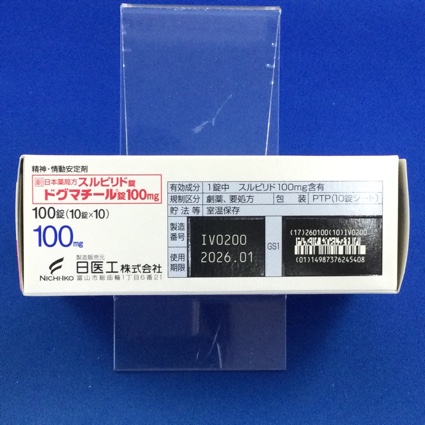 精神・情動安定剤
劇 日本薬局方 スルピリド錠
ドグマチール錠100mg
100錠(10錠×10)
100mg
製造販売元
日医工株式会社
NICHI-IKO
富山市総曲輪1丁目6番21
有効成分 1錠中 スルピリド100mg含有
規制区分 劇薬、要処方 包装 PTP(10錠シート)
貯法等 室温保存
製造番号 IV0200
使用期限 2026.01
GS1
(17)260100(10)IV0200
(01)14987376245408